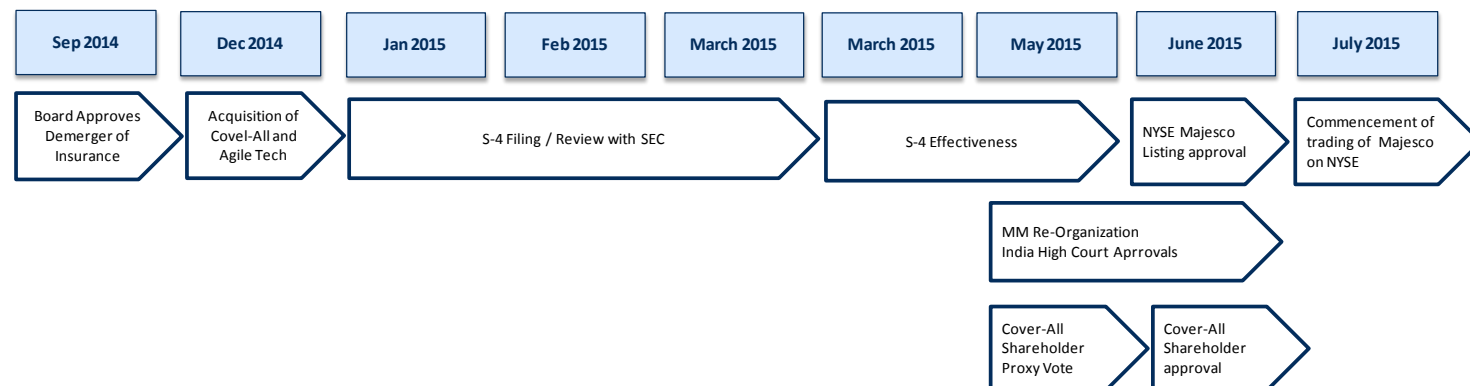 Sep 2014
Dec 2014
Jan 2015
Feb 2015
March 2015
March 2015
May 2015
June 2015
July 2015
Board Approves
Demerger of
Insurance
Acquisition of
Covel-All and
Agile Tech
S-4 Filing / Review with SEC
S-4 Effectiveness
NYSE Majesco
Listing approval
Commencement of
trading of Majesco
on NYSE
MM Re-Organization
India High Court Aprrovals
Cover-All
Shareholder
Proxy Vote
Cover-All
Shareholder
approval